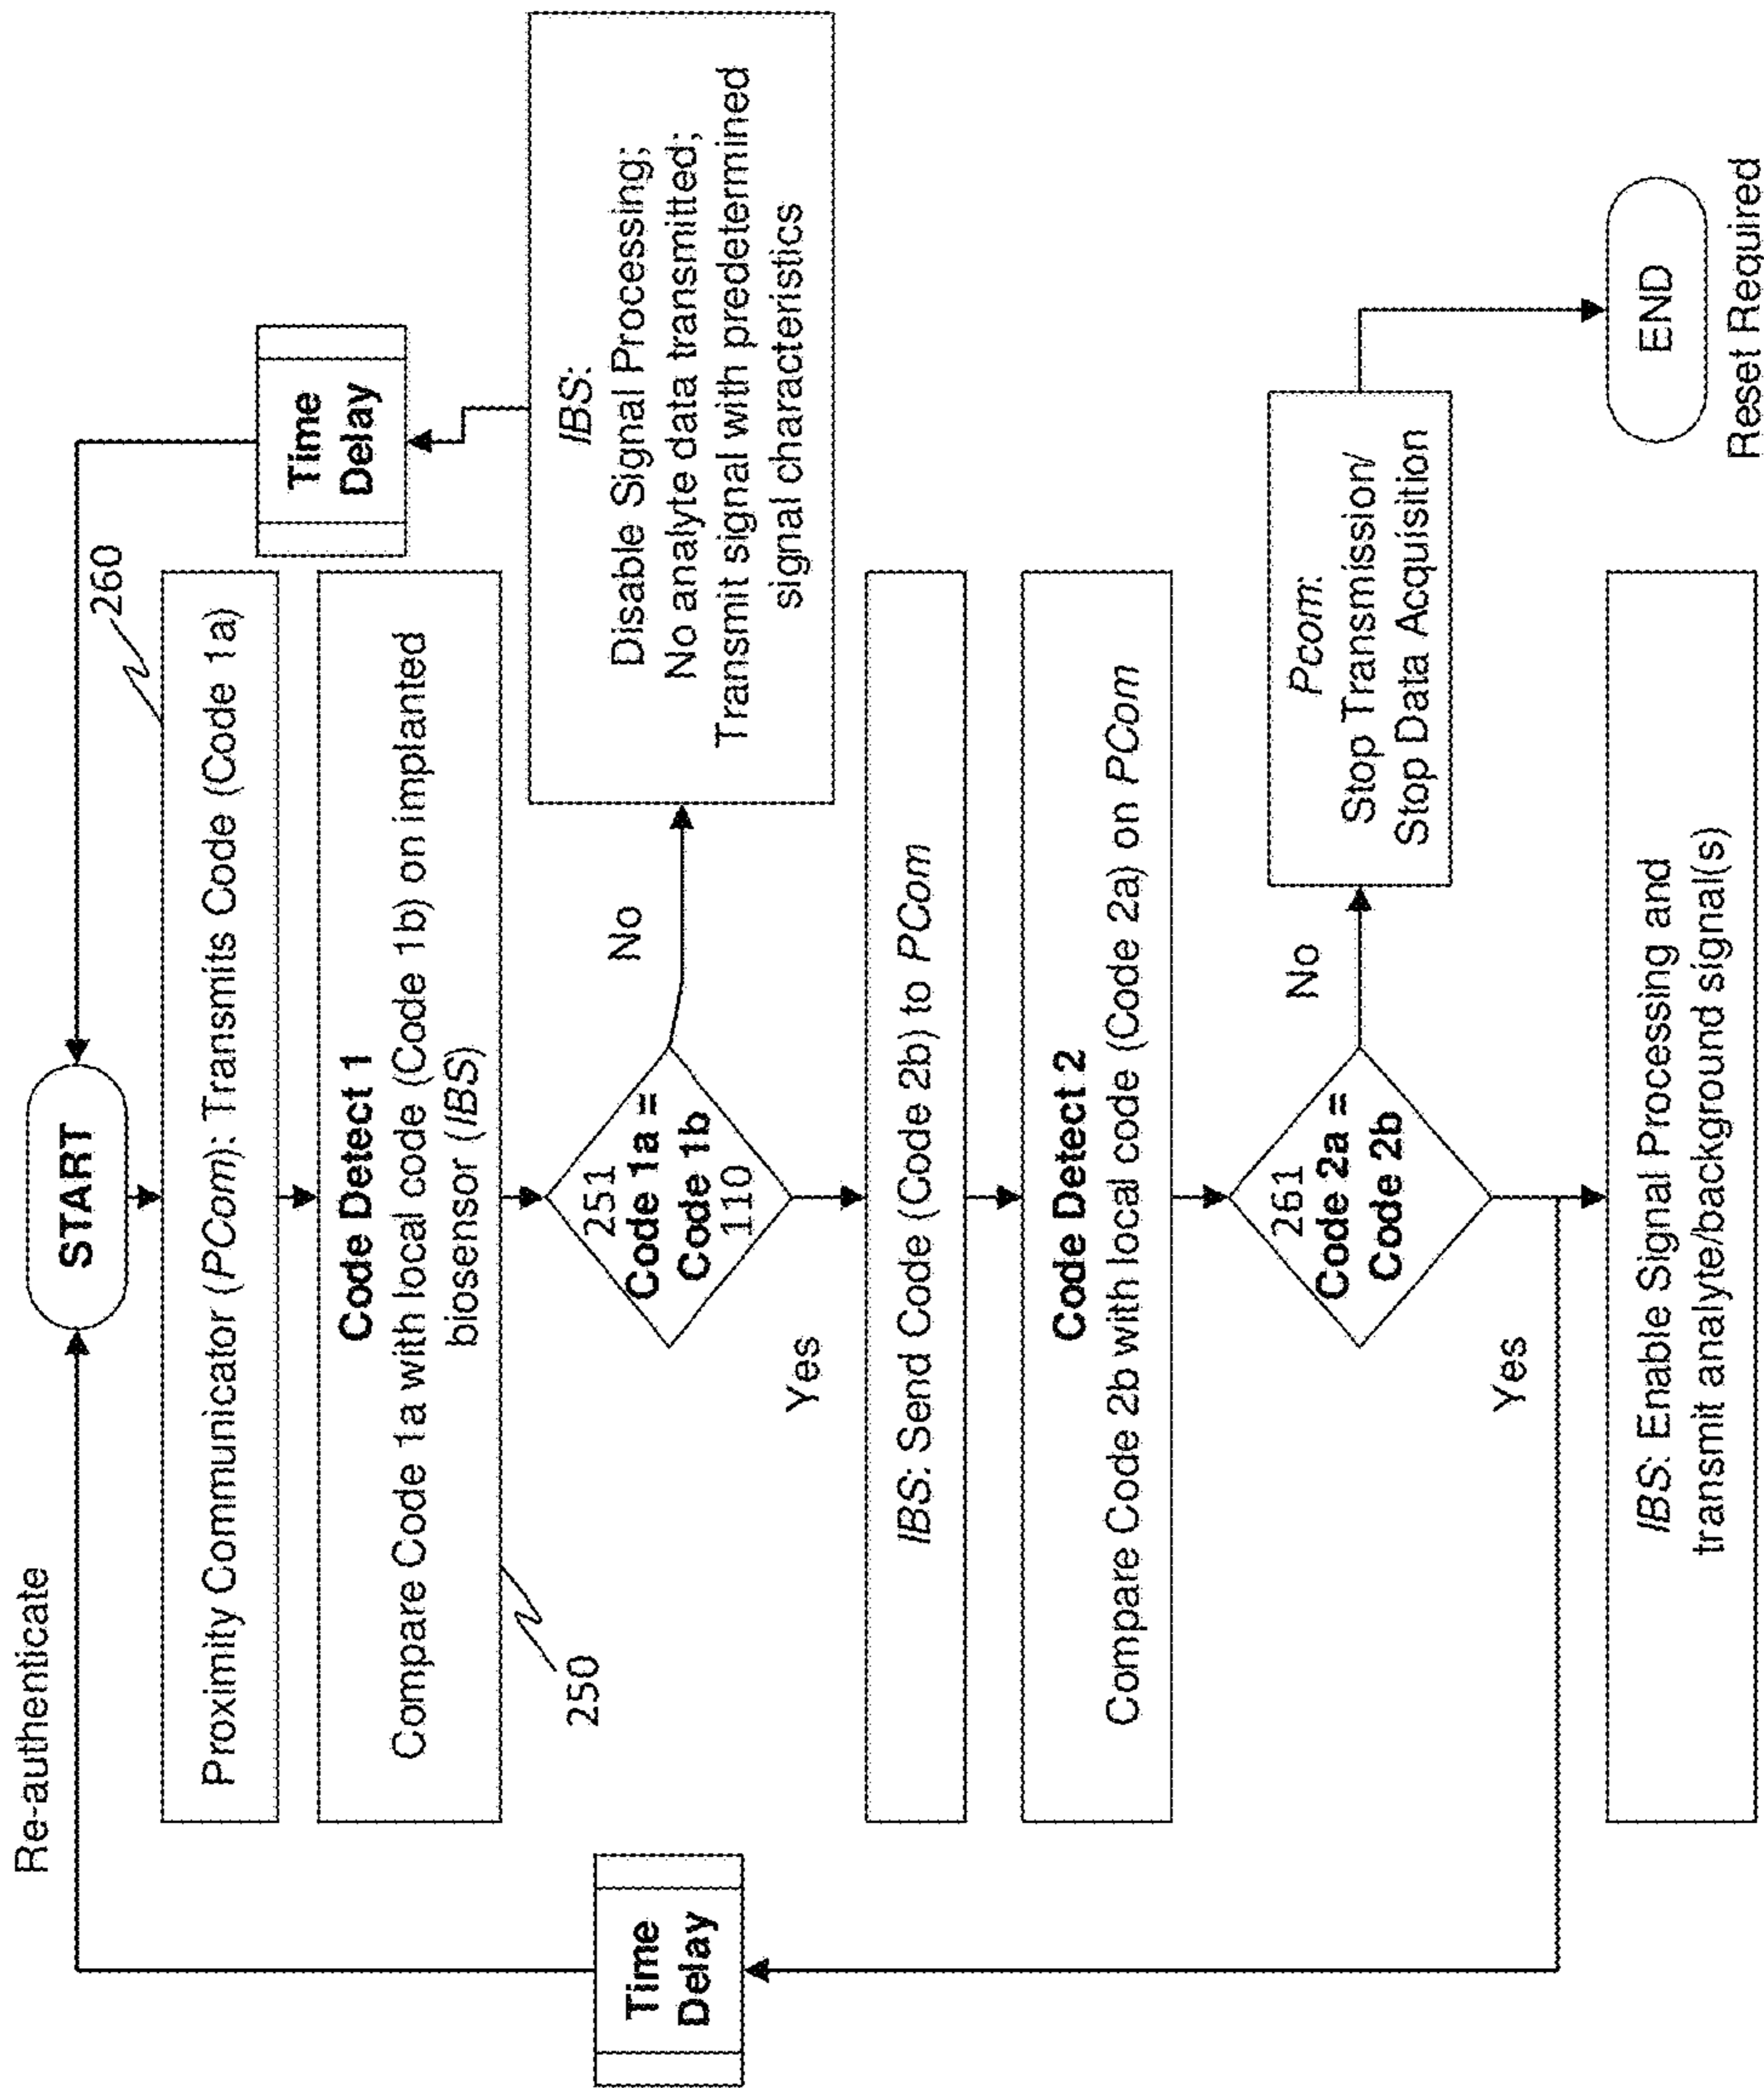 Re-authenticate
START
260
Proximity Communicator (PCom): Transmits Code (Code 1a)
Time
Delay
Code Detect 1
Compare Code 1a with local code (Code 1b) on implanted
biosensor (IBS)
250
251
Code 1a =
Code 1b
110
No
IBS:
Disable Signal Processing;
No analyte data transmitted;
Transmit signal with predetermined
signal characteristics
Yes
Time
Delay
IBS: Send Code (Code 2b) to PCom
Code Detect 2
Compare Code 2b with local code (Code 2a) on PCom
261
Code 2a =
Code 2b
No
Pcom:
Stop Transmission/
Stop Data Acquisition
Yes
IBS: Enable Signal Processing and
transmit analyte/background signal(s)
END
Reset Required